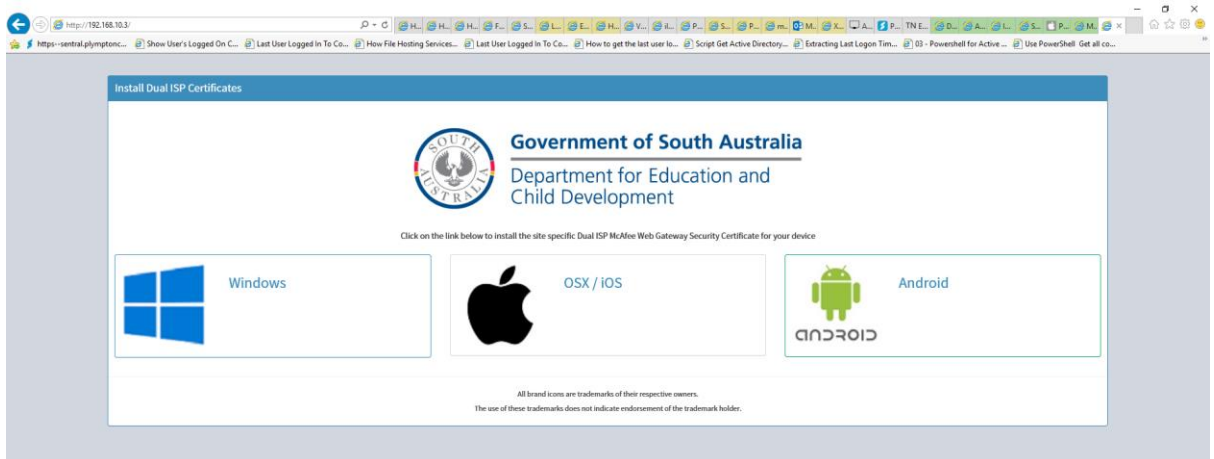 http://192.168.10.3/
H... H... H... F... S... L... E... H... V... iL... P... S... P... m... M... X... A... P... TN E... D... A... L... S... P... M...
https--sentral.plymptonc... Show User's Logged On C... Last User Logged In To Co... How File Hosting Services... Last User Logged In To Co... How to get the last user lo... Script Get Active Directory... Extracting Last Logon Tim... 03 - Powershell for Active ... Use PowerShell Get all co...
Install Dual ISP Certificates
SOUTH AUSTRALIA
Government of South Australia
Department for Education and
Child Development
Click on the link below to install the site specific Dual ISP McAfee Web Gateway Security Certificate for your device
Windows
OSX / iOS
Android
ANDROID
All brand icons are trademarks of their respective owners.
The use of these trademarks does not indicate endorsement of the trademark holder.